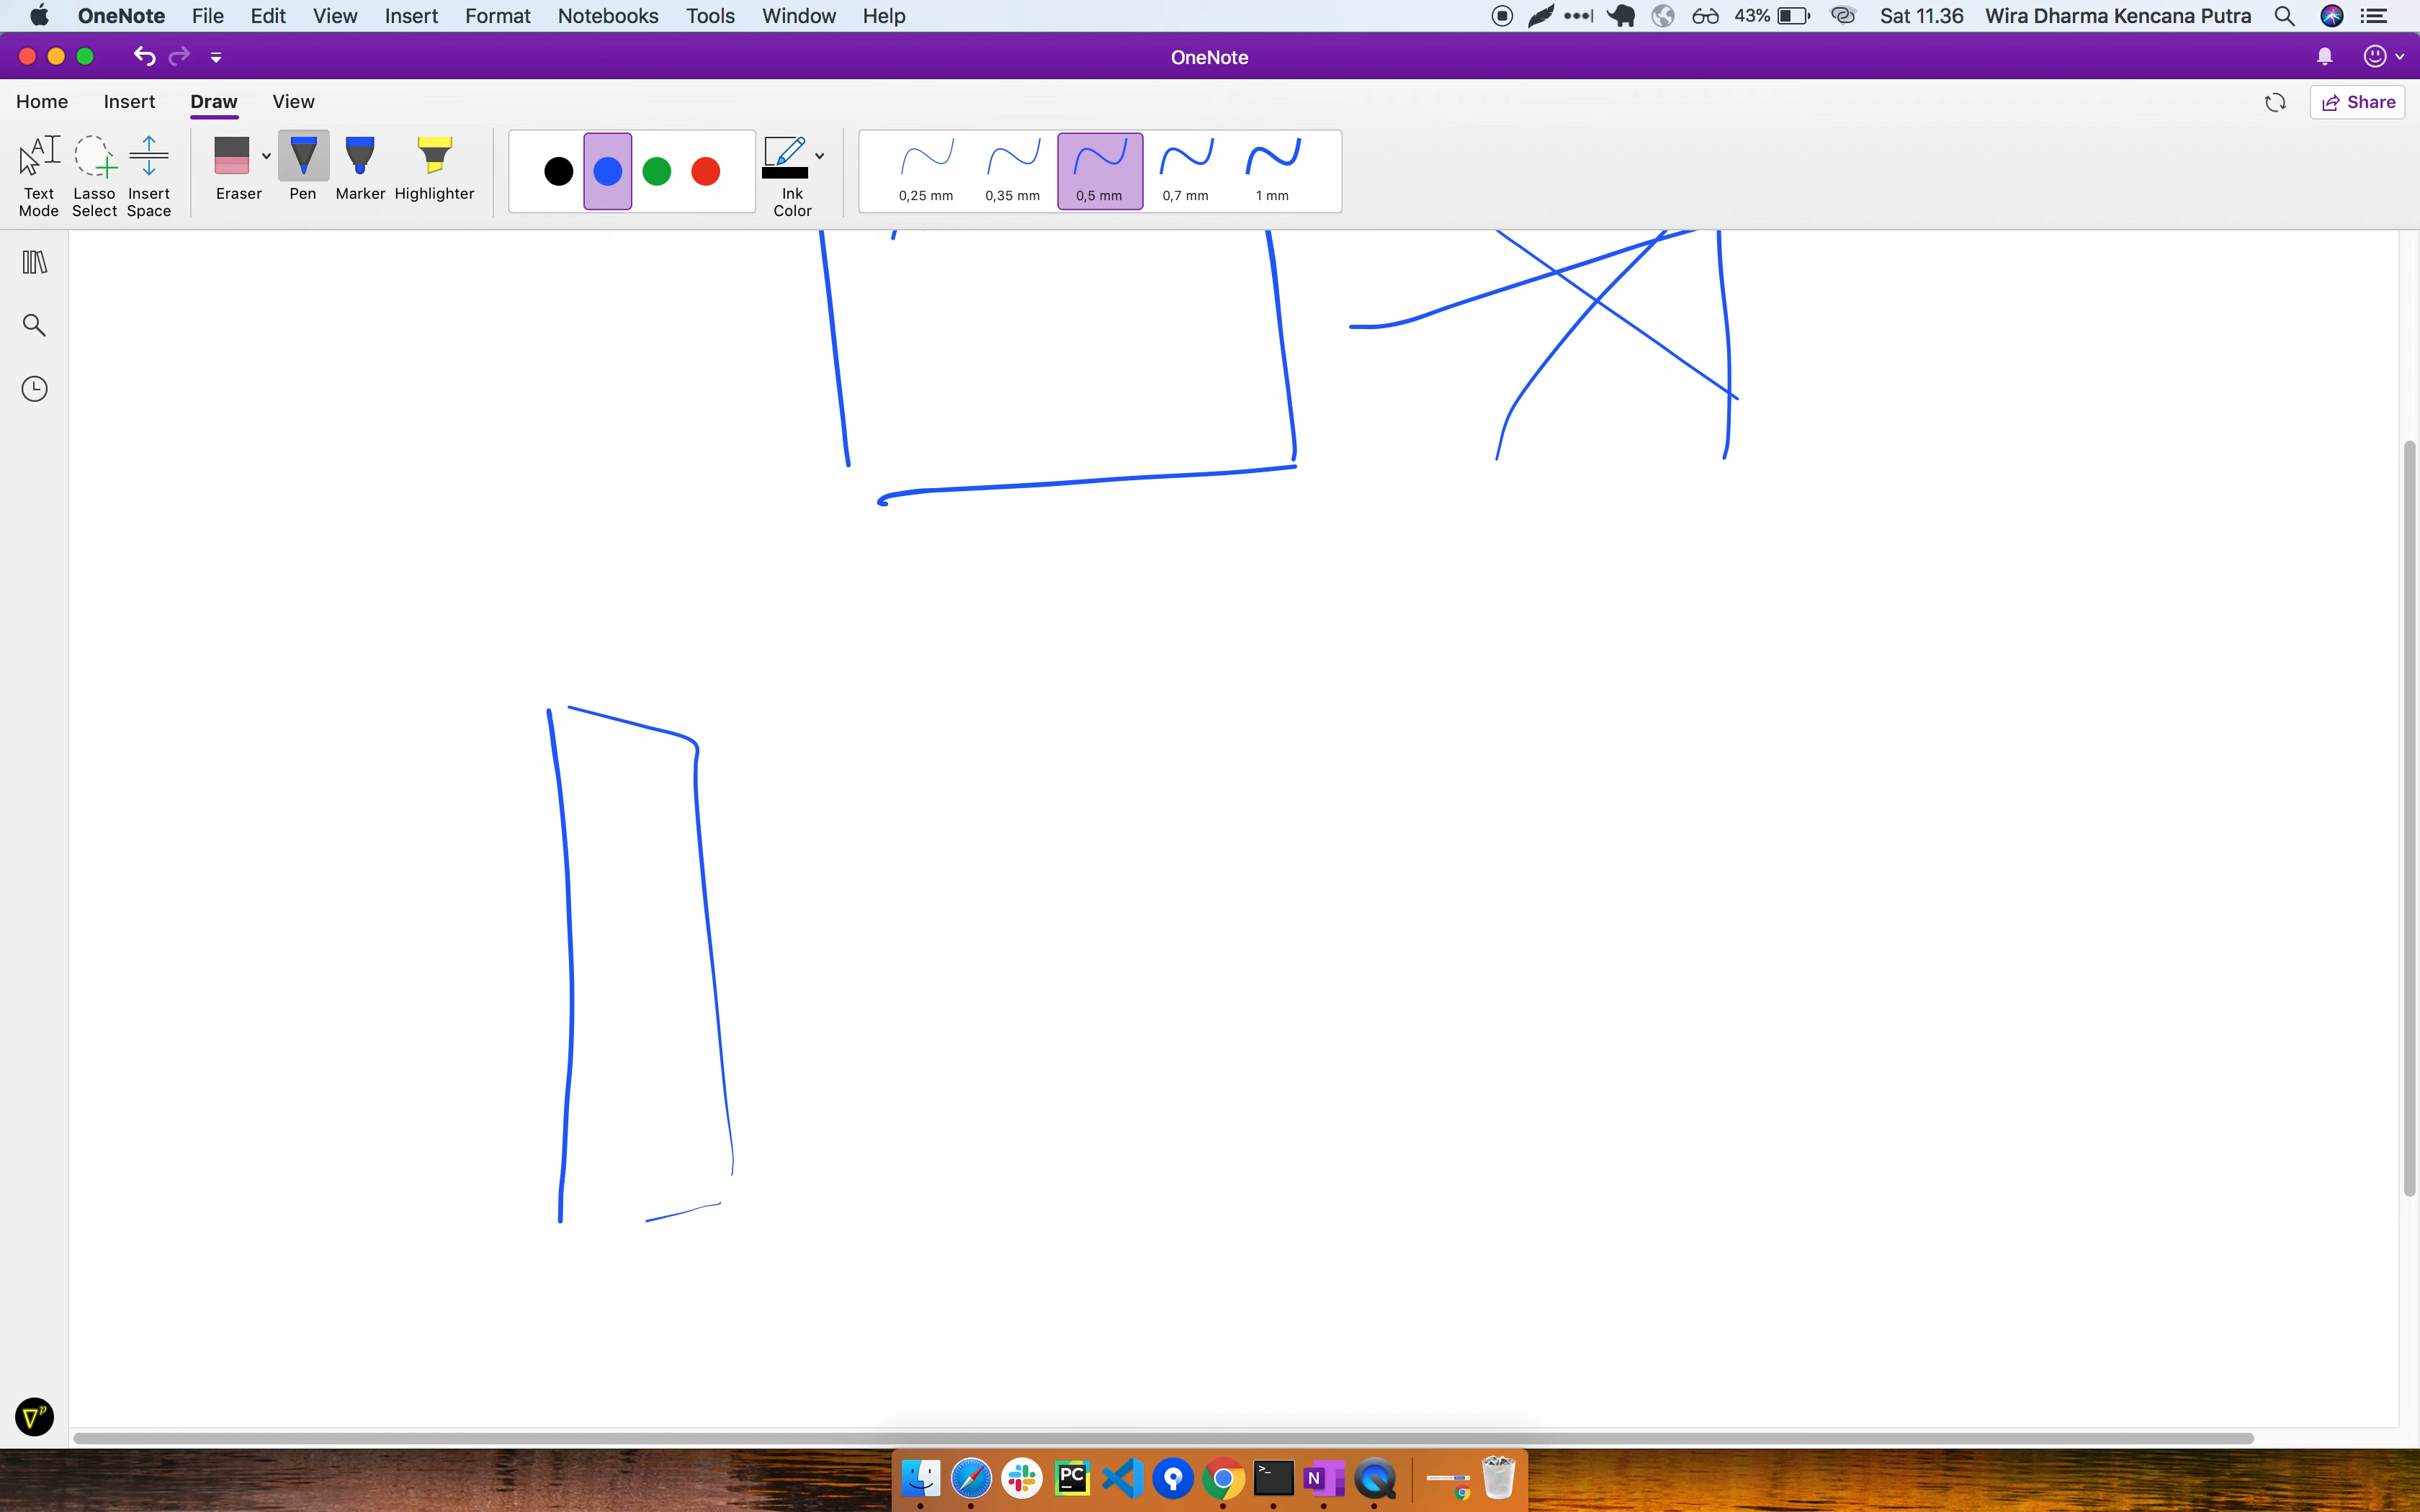 OneNote File Edit View Insert Format Notebooks Tools Window Help 43% Sat 11.36 Wira Dharma Kencana Putra
OneNote
Home Insert Draw View Share
Text Mode Lasso Select Insert Space Eraser Pen Marker Highlighter Ink Color 0,25 mm 0,35 mm 0,5 mm 0,7 mm 1 mm
∇p
PC >_ N